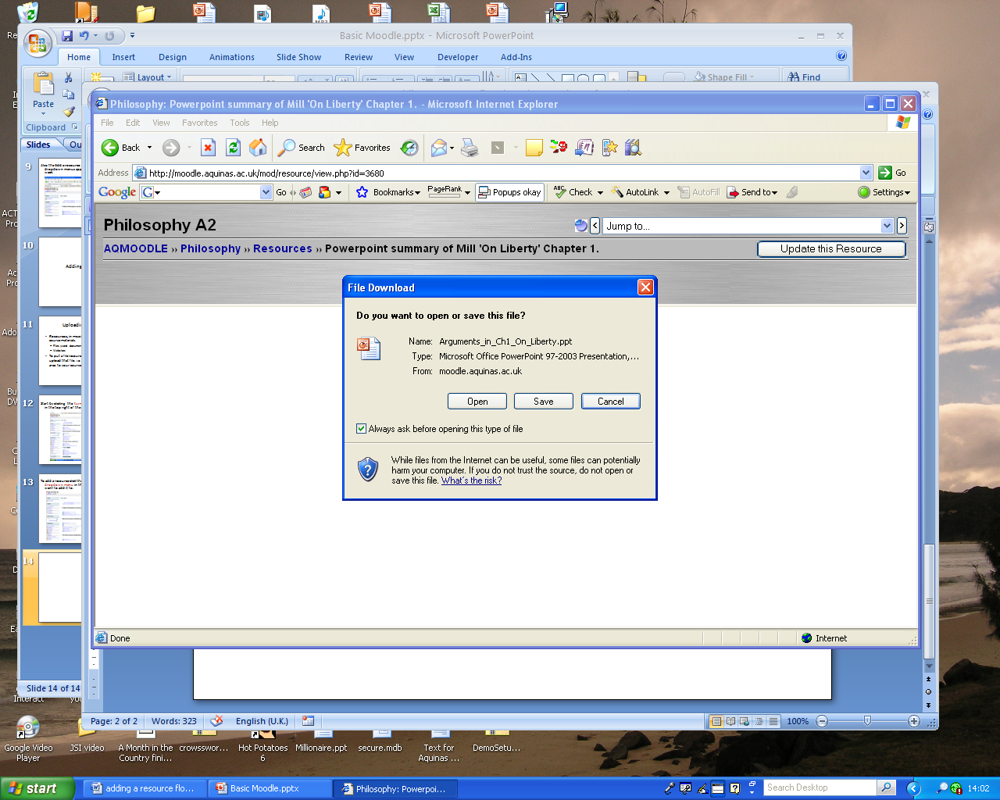 Basic Moodle.pptx - Microsoft PowerPoint
Home Insert Design Animations Slide Show Review View Developer Add-Ins
Layout
Shape Fill
Find
Paste
Clipboard
Slides
Philosophy: Powerpoint summary of Mill 'On Liberty' Chapter 1. - Microsoft Internet Explorer
File Edit View Favorites Tools Help
Back Search Favorites
Address http://moodle.aquinas.ac.uk/mod/resource/view.php?id=3680 Go
Google G Go Bookmarks PageRank Popups okay Check AutoLink AutoFill Send to Settings
Philosophy A2
Jump to...
AQMOODLE ›› Philosophy ›› Resources ›› Powerpoint summary of Mill 'On Liberty' Chapter 1.
Update this Resource
File Download
Do you want to open or save this file?
Name: Arguments_in_Ch1_On_Liberty.ppt
Type: Microsoft Office PowerPoint 97-2003 Presentation,...
From: moodle.aquinas.ac.uk
Open Save Cancel
Always ask before opening this type of file
While files from the Internet can be useful, some files can potentially
harm your computer. If you do not trust the source, do not open or
save this file. What's the risk?
9
10
11
12
13
14
Done
Internet
Slide 14 of 14
Page: 2 of 2 Words: 323 English (U.K.) 100%
Google Video
Player
JSI video
A Month in the
Country fini...
crosswor...
Hot Potatoes
6
Millionaire.ppt
secure.mdb
Text for
Aquinas ...
DemoSetu...
start
adding a resource flo...
Basic Moodle.pptx
Philosophy: Powerpoi...
Search Desktop
14:02